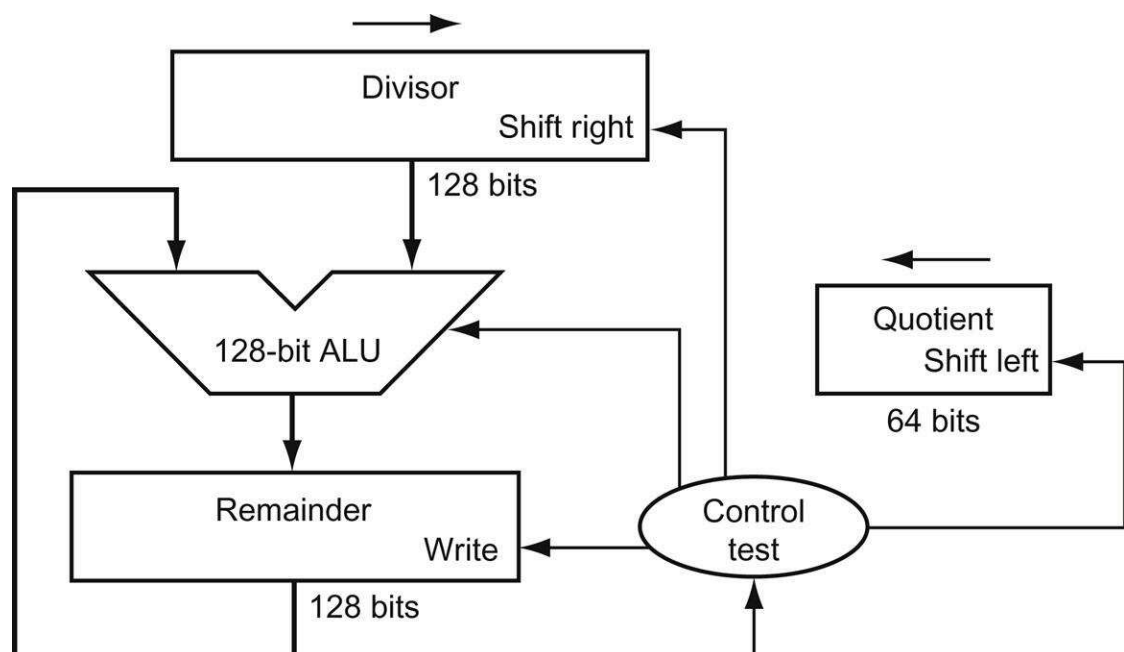 Divisor
Shift right
128 bits
128-bit ALU
Quotient
Shift left
64 bits
Remainder
Write
Control
test
128 bits